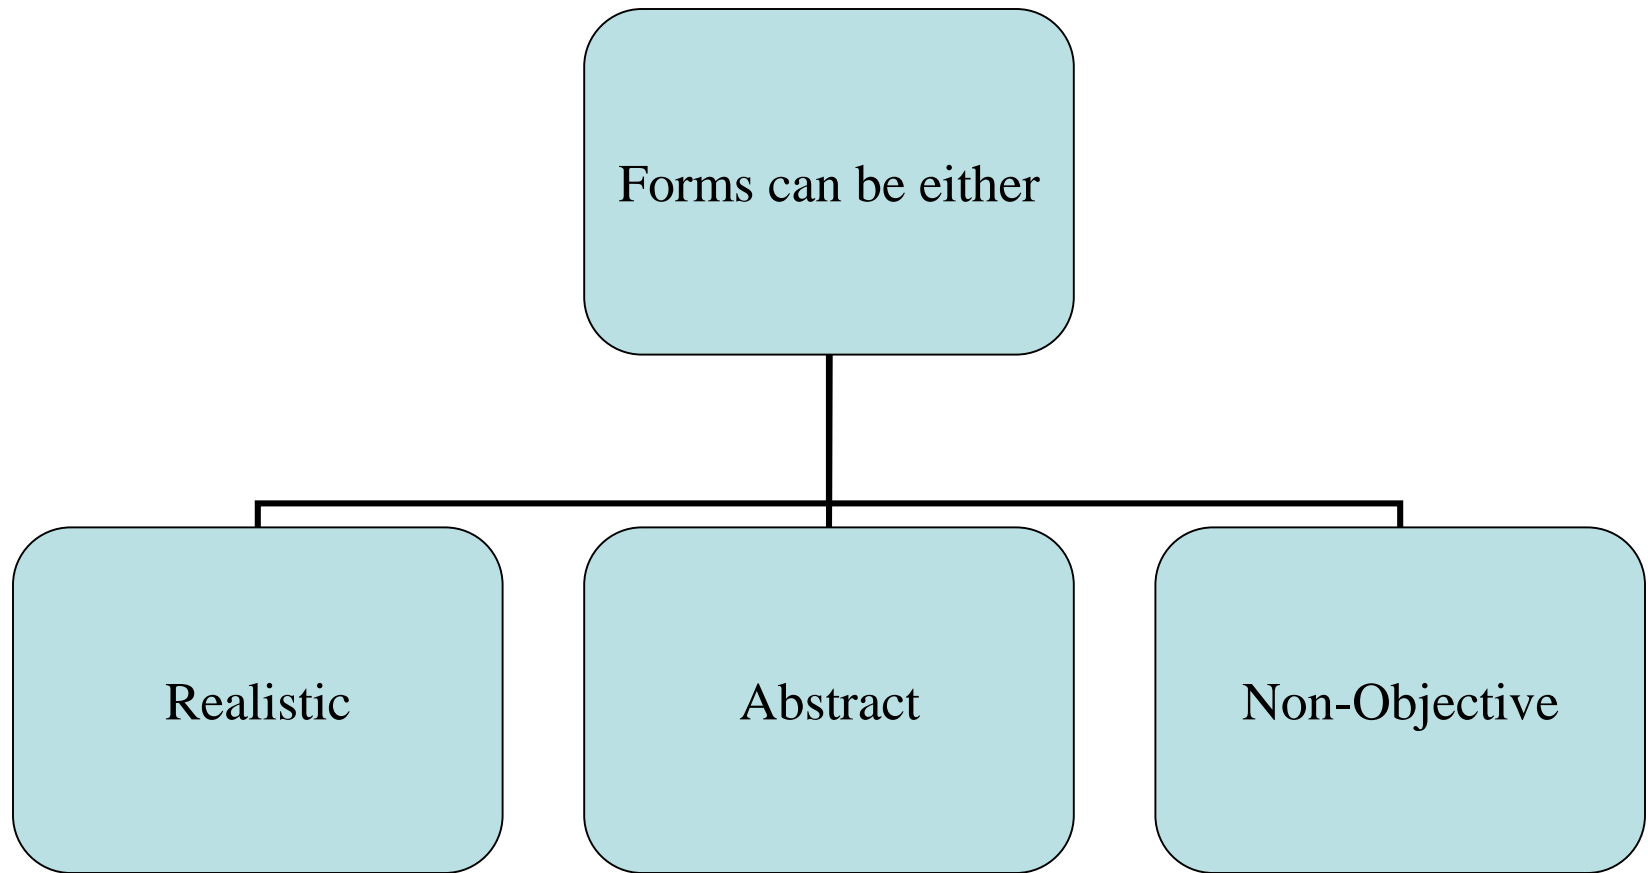 Forms can be either
Realistic
Abstract
Non-Objective